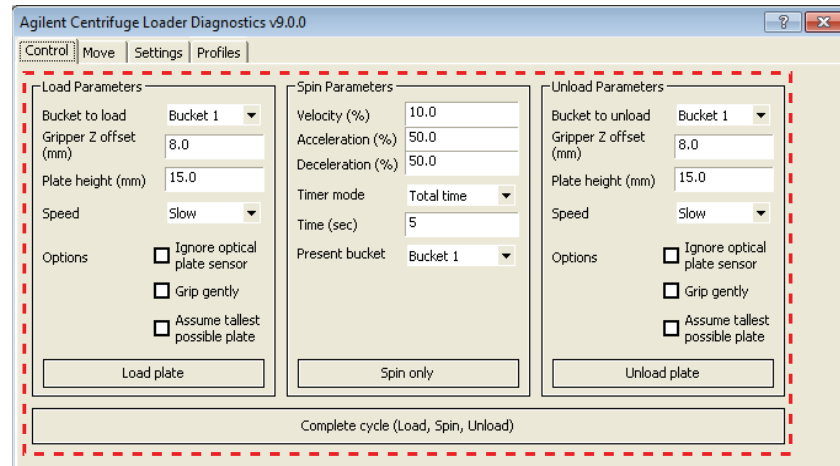 Agilent Centrifuge Loader Diagnostics v9.0.0
Control Move Settings Profiles
Load Parameters
Bucket to load Bucket 1
Gripper Z offset
(mm) 8.0
Plate height (mm) 15.0
Speed Slow
Options Ignore optical
plate sensor
Grip gently
Assume tallest
possible plate
Load plate
Spin Parameters
Velocity (%) 10.0
Acceleration (%) 50.0
Deceleration (%) 50.0
Timer mode Total time
Time (sec) 5
Present bucket Bucket 1
Spin only
Unload Parameters
Bucket to unload Bucket 1
Gripper Z offset
(mm) 8.0
Plate height (mm) 15.0
Speed Slow
Options Ignore optical
plate sensor
Grip gently
Assume tallest
possible plate
Unload plate
Complete cycle (Load, Spin, Unload)